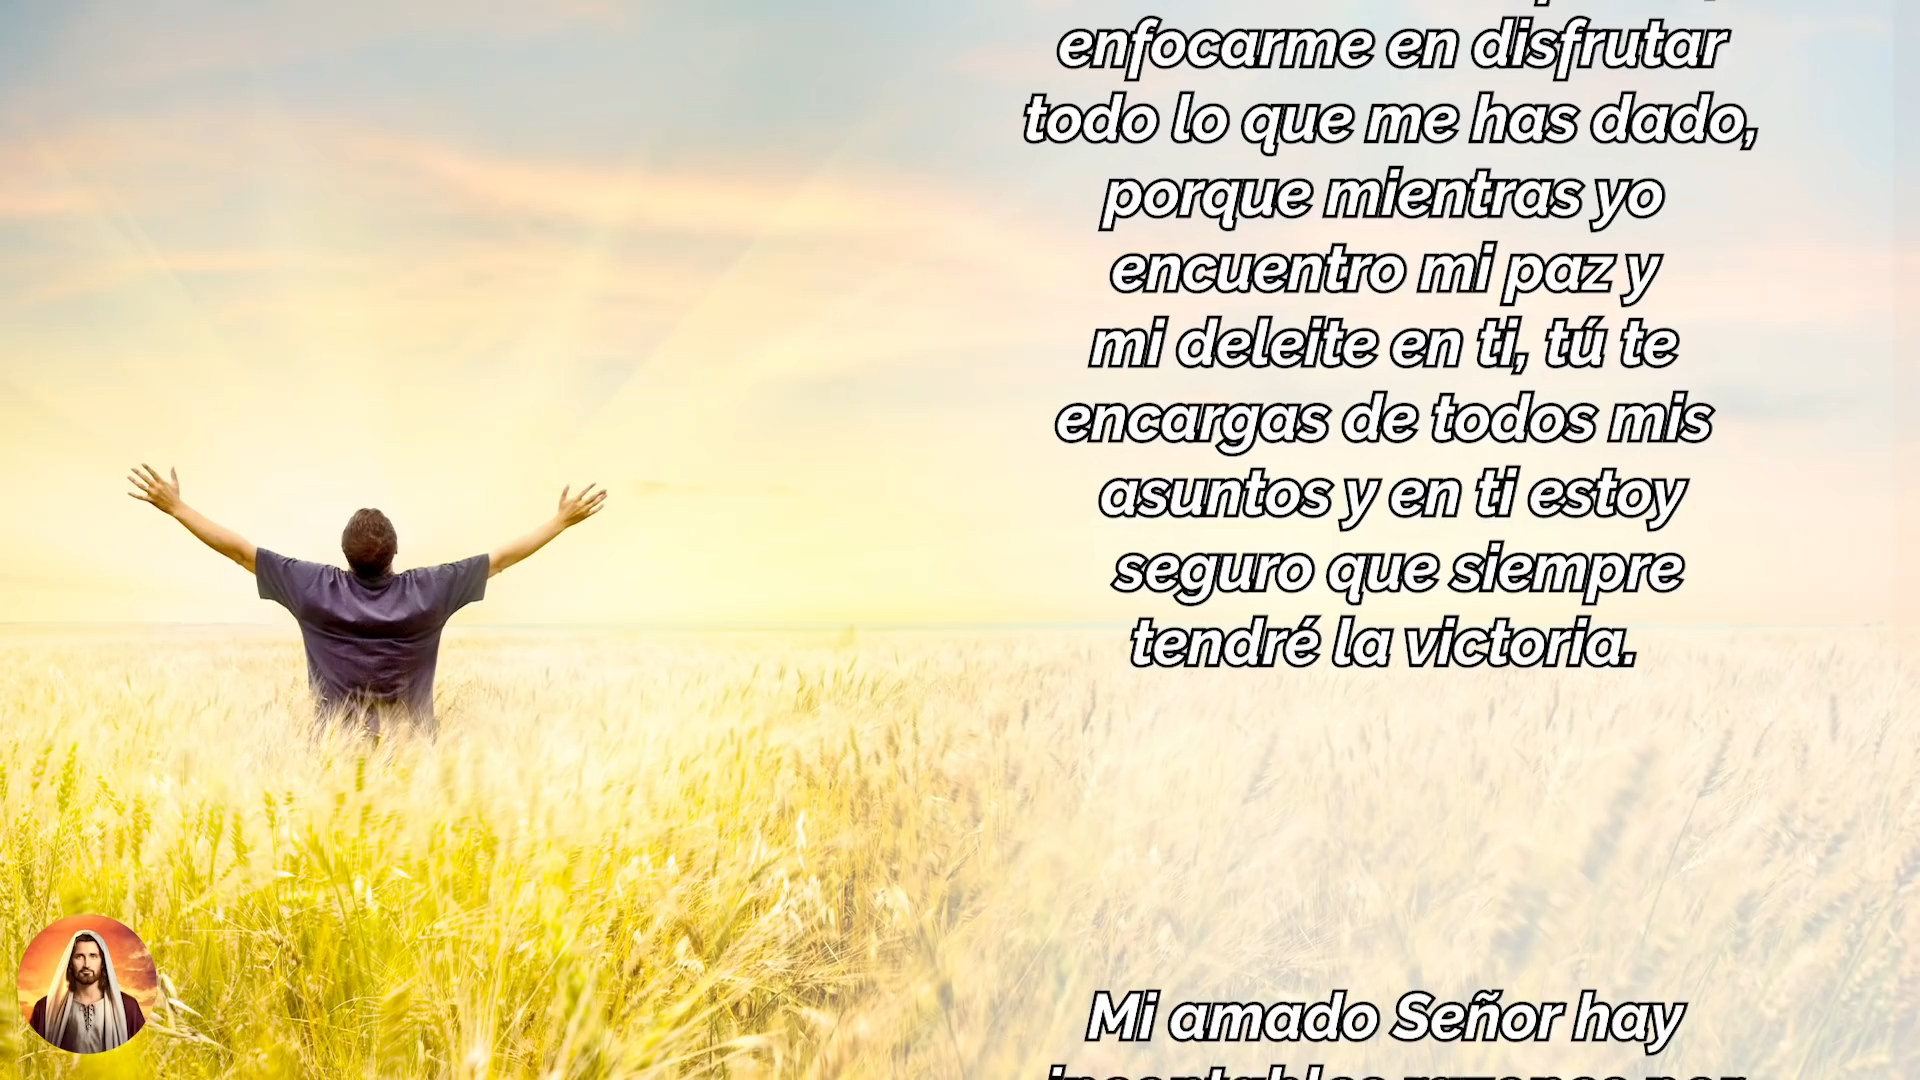 enfocarme en disfrutar
todo lo que me has dado,
porque mientras yo
encuentro mi paz y
mi deleite en ti, tú te
encargas de todos mis
asuntos y en ti estoy
seguro que siempre
tendré la victoria.
Mi amado Señor hay